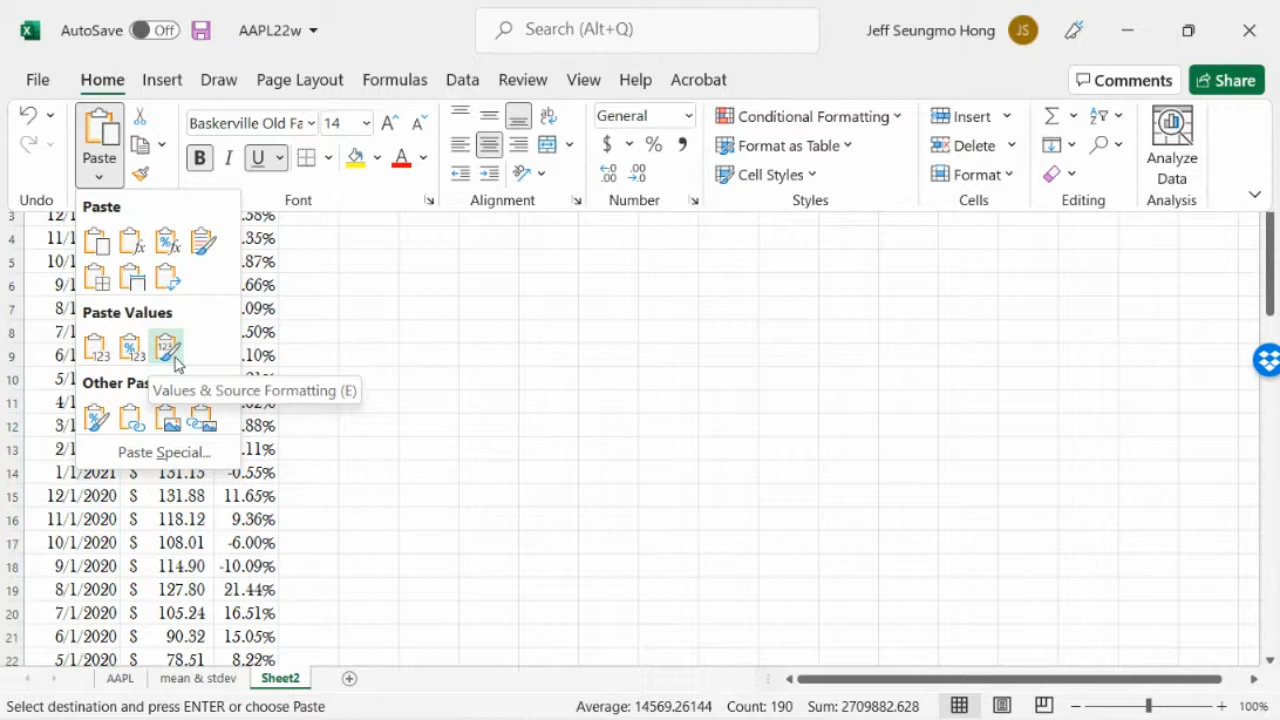 AutoSave Off AAPL22w Search (Alt+Q) Jeff Seungmo Hong JS
File Home Insert Draw Page Layout Formulas Data Review View Help Acrobat Comments Share
Paste Baskerville Old Fa 14 General Conditional Formatting Insert
B I U $ % Format as Table Delete Analyze
Data
Cell Styles Format
Undo Font Alignment Number Styles Cells Editing Analysis
Paste
3 12/1 .58%
4 11/1 .35%
5 10/1 .87%
6 9/1 .66%
7 8/1 .09%
Paste Values
8 7/1 .50%
9 6/1 .10%
10 5/1
Other Pas
Values & Source Formatting (E)
11 4/1
12 3/1 .88%
13 2/1 .11%
Paste Special...
14 1/1/2021 $ 131.15 -0.55%
15 12/1/2020 $ 131.88 11.65%
16 11/1/2020 $ 118.12 9.36%
17 10/1/2020 $ 108.01 -6.00%
18 9/1/2020 $ 114.90 -10.09%
19 8/1/2020 $ 127.80 21.44%
20 7/1/2020 $ 105.24 16.51%
21 6/1/2020 $ 90.32 15.05%
22 5/1/2020 $ 78.51 8.22%
AAPL mean & stdev Sheet2
Select destination and press ENTER or choose Paste Average: 14569.26144 Count: 190 Sum: 2709882.628 100%